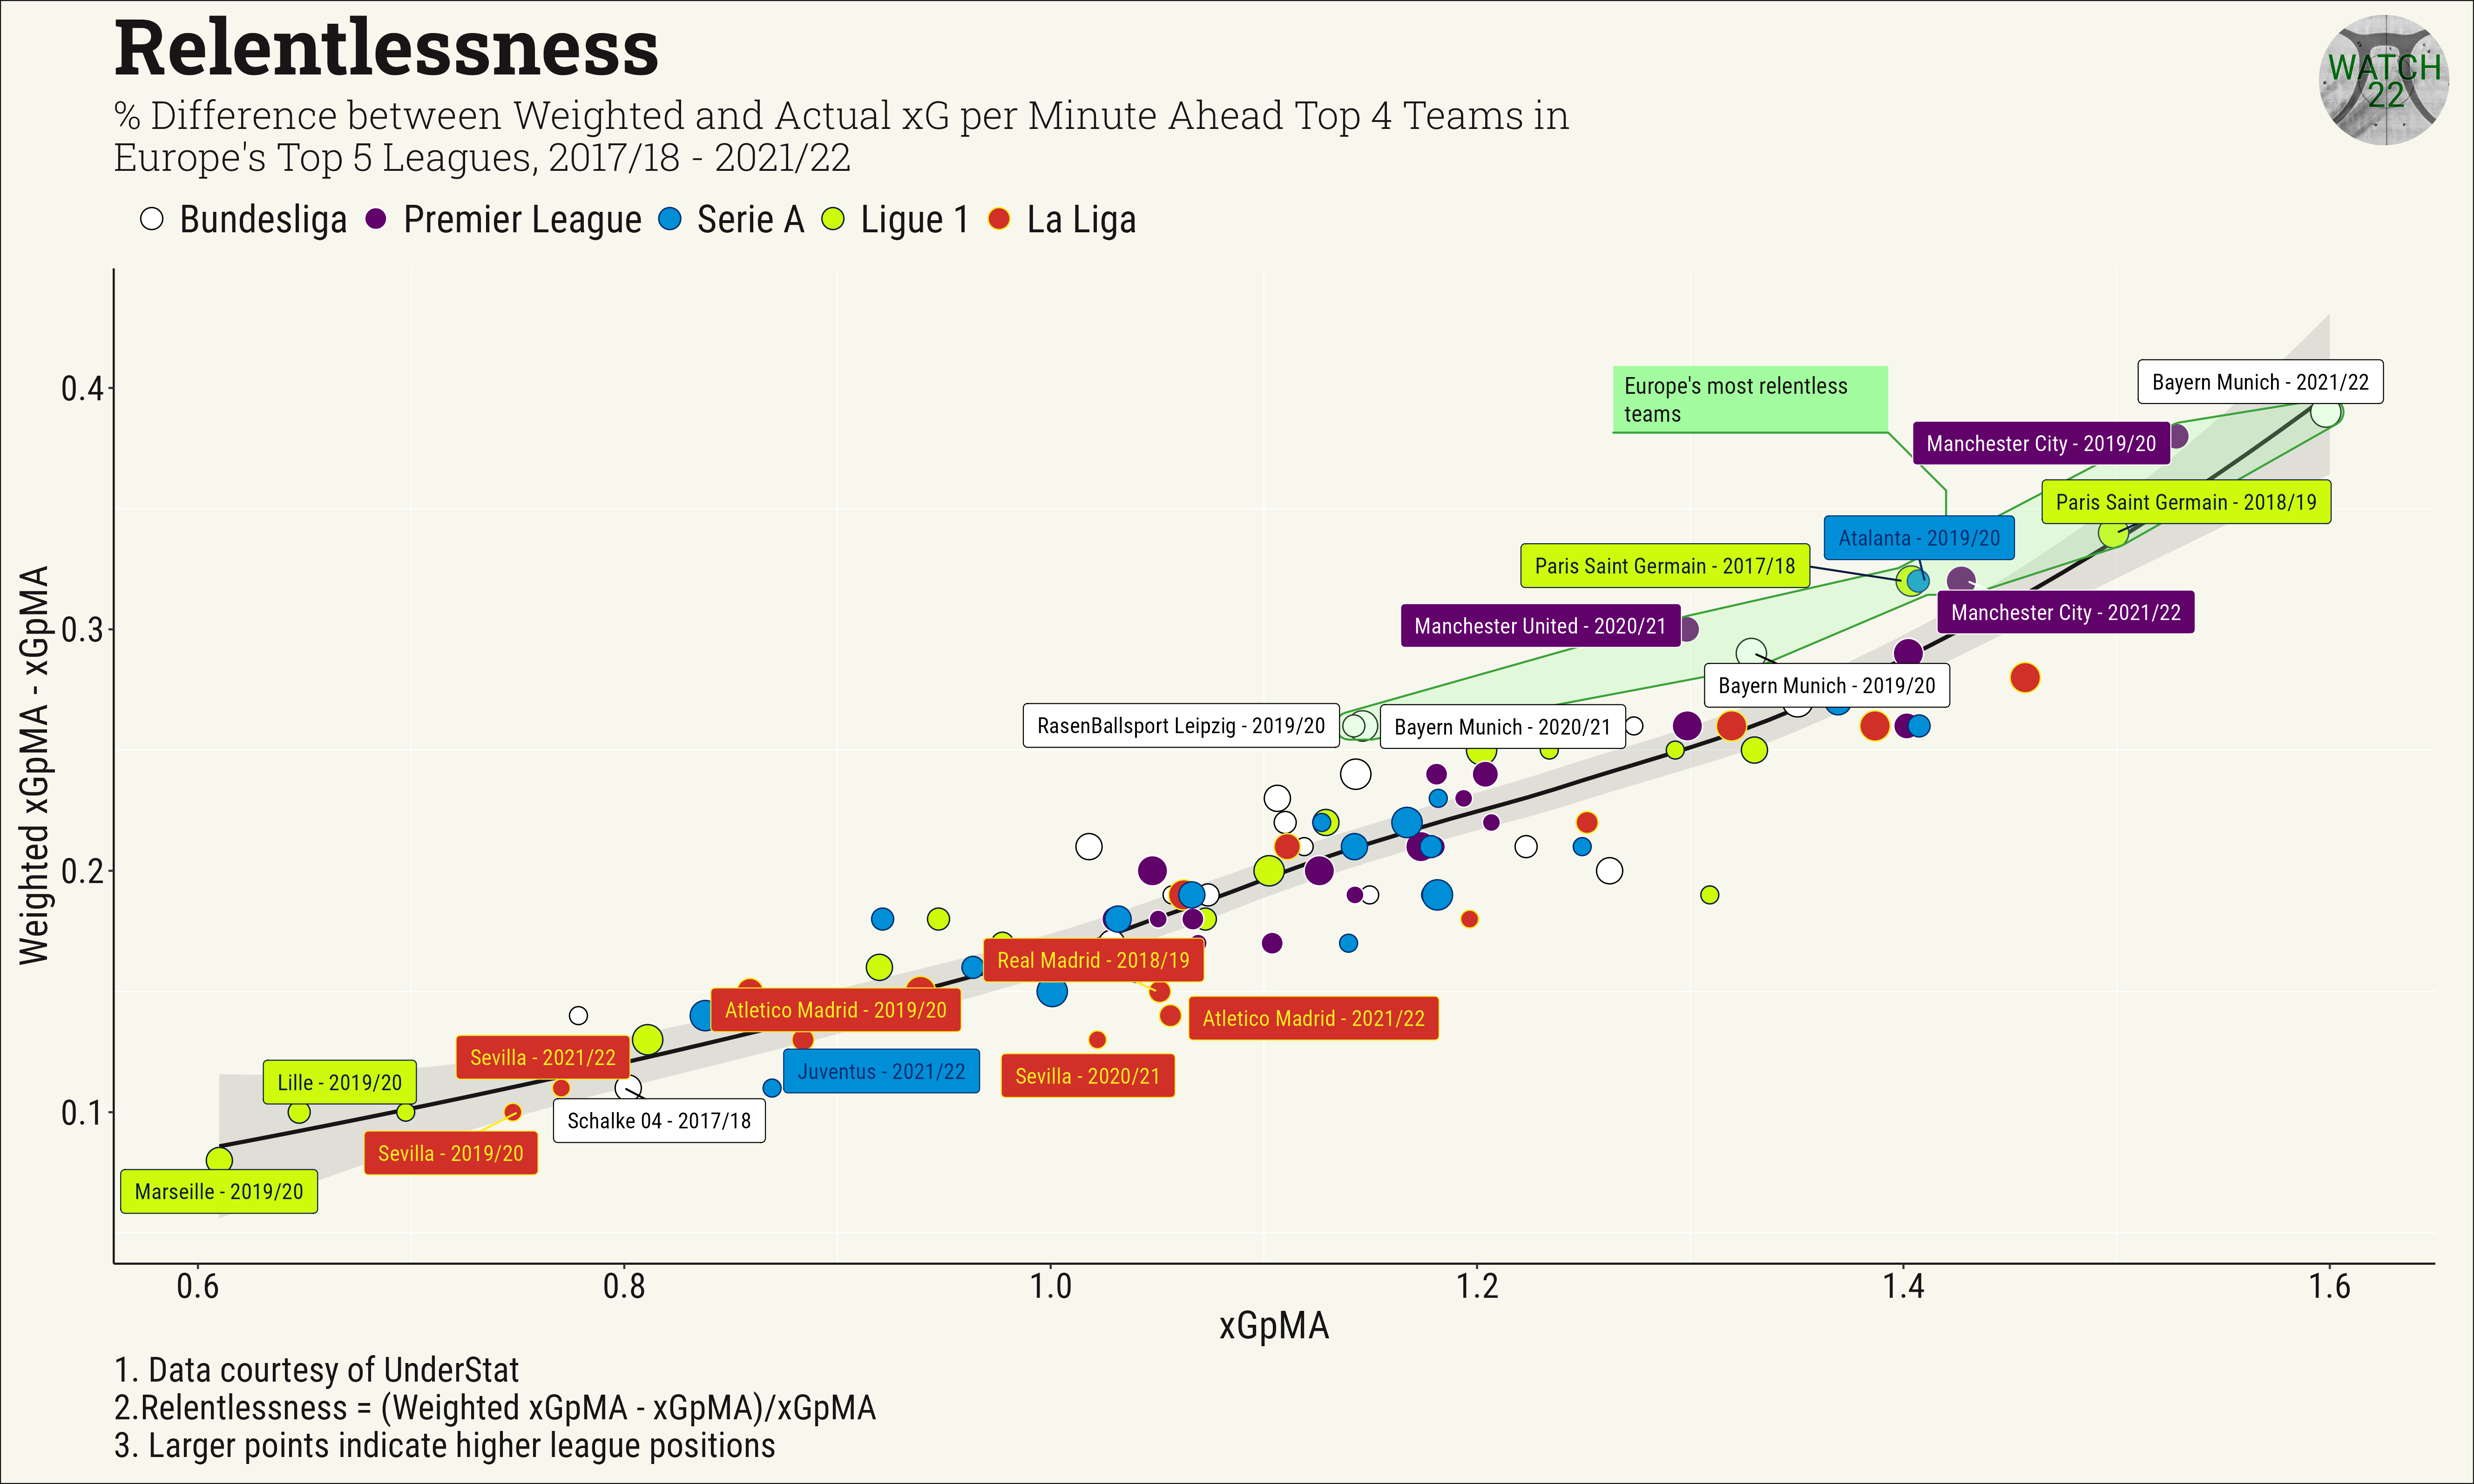 Relentlessness
WATCH
22
% Difference between Weighted and Actual xG per Minute Ahead Top 4 Teams in
Europe's Top 5 Leagues, 2017/18 - 2021/22
Bundesliga Premier League Serie A Ligue 1 La Liga
Weighted xGpMA - xGpMA
0.4
0.3
0.2
0.1
Europe's most relentless
teams
Bayern Munich - 2021/22
Manchester City - 2019/20
Paris Saint Germain - 2018/19
Atalanta - 2019/20
Paris Saint Germain - 2017/18
Manchester City - 2021/22
Manchester United - 2020/21
Bayern Munich - 2019/20
RasenBallsport Leipzig - 2019/20
Bayern Munich - 2020/21
Real Madrid - 2018/19
Atletico Madrid - 2019/20
Atletico Madrid - 2021/22
Sevilla - 2021/22
Juventus - 2021/22
Sevilla - 2020/21
Lille - 2019/20
Schalke 04 - 2017/18
Sevilla - 2019/20
Marseille - 2019/20
0.6 0.8 1.0 1.2 1.4 1.6
xGpMA
1. Data courtesy of UnderStat
2.Relentlessness = (Weighted xGpMA - xGpMA)/xGpMA
3. Larger points indicate higher league positions